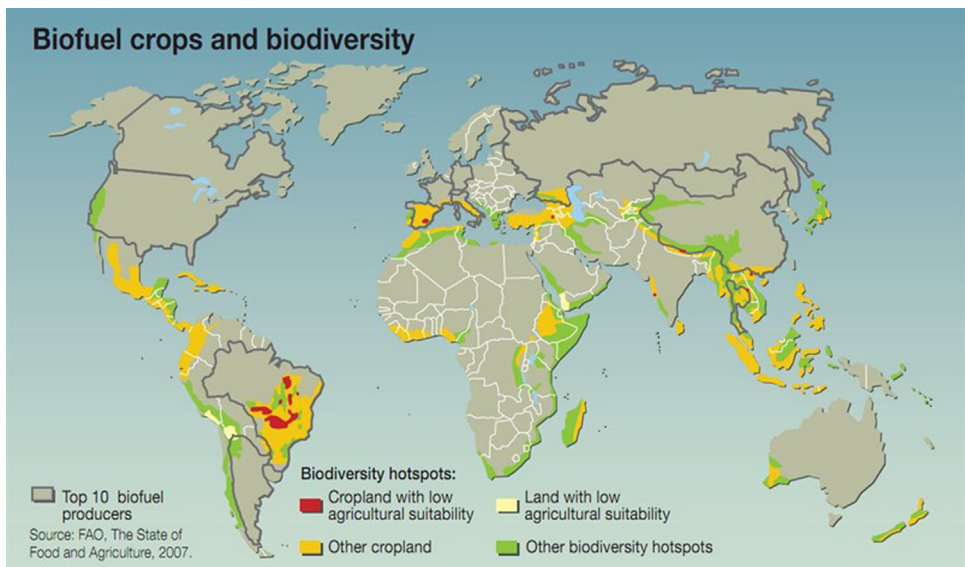 Biofuel crops and biodiversity
Top 10 biofuel
producers
Source: FAO, The State of
Food and Agriculture, 2007.
Biodiversity hotspots:
Cropland with low
agricultural suitability
Land with low
agricultural suitability
Other cropland
Other biodiversity hotspots